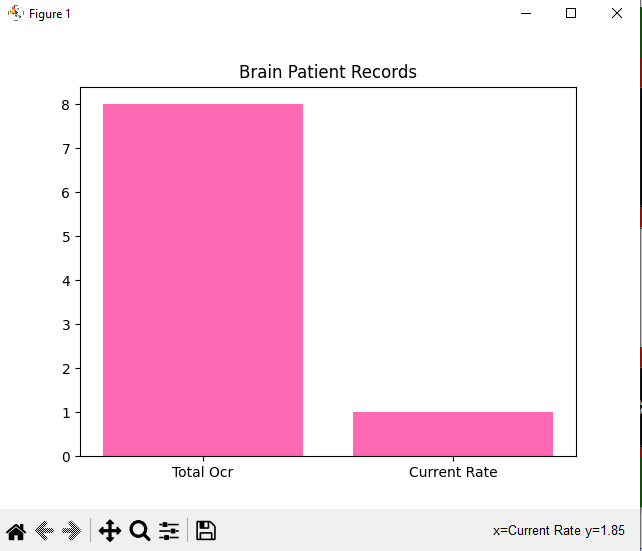 Figure 1
Brain Patient Records
8
7
6
5
4
3
2
1
0
Total Ocr Current Rate
x=Current Rate y=1.85